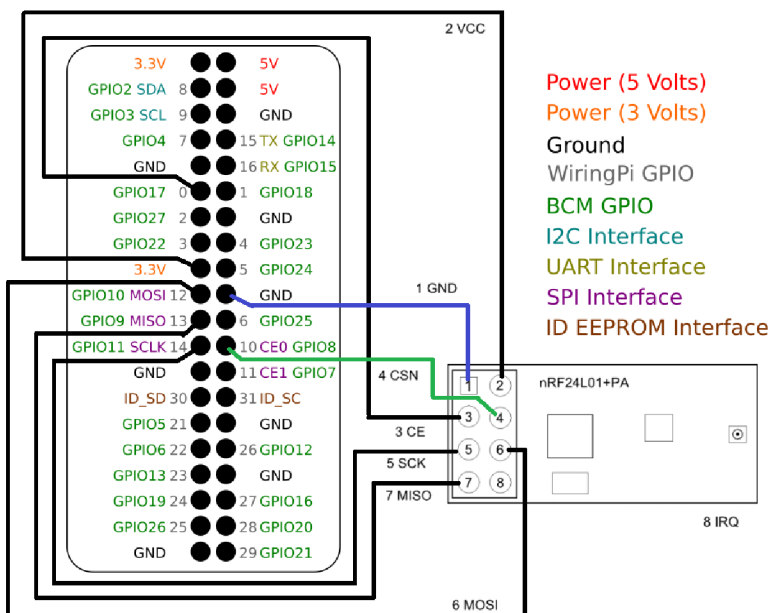 2 VCC
3.3V 5V
GPIO2 SDA 8 5V
GPIO3 SCL 9 GND
GPIO4 7 15 TX GPIO14
GND 16 RX GPIO15
GPIO17 0 1 GPIO18
GPIO27 2 GND
GPIO22 3 4 GPIO23
3.3V 5 GPIO24
GPIO10 MOSI 12 GND
GPIO9 MISO 13 6 GPIO25
GPIO11 SCLK 14 10 CE0 GPIO8
GND 11 CE1 GPIO7
ID_SD 30 31 ID_SC
GPIO5 21 GND
GPIO6 22 26 GPIO12
GPIO13 23 GND
GPIO19 24 27 GPIO16
GPIO26 25 28 GPIO20
GND 29 GPIO21
Power (5 Volts)
Power (3 Volts)
Ground
WiringPi GPIO
BCM GPIO
I2C Interface
UART Interface
SPI Interface
ID EEPROM Interface
1 GND
4 CSN
3 CE
5 SCK
7 MISO
1 2
3 4
5 6
7 8
nRF24L01+PA
8 IRQ
6 MOSI